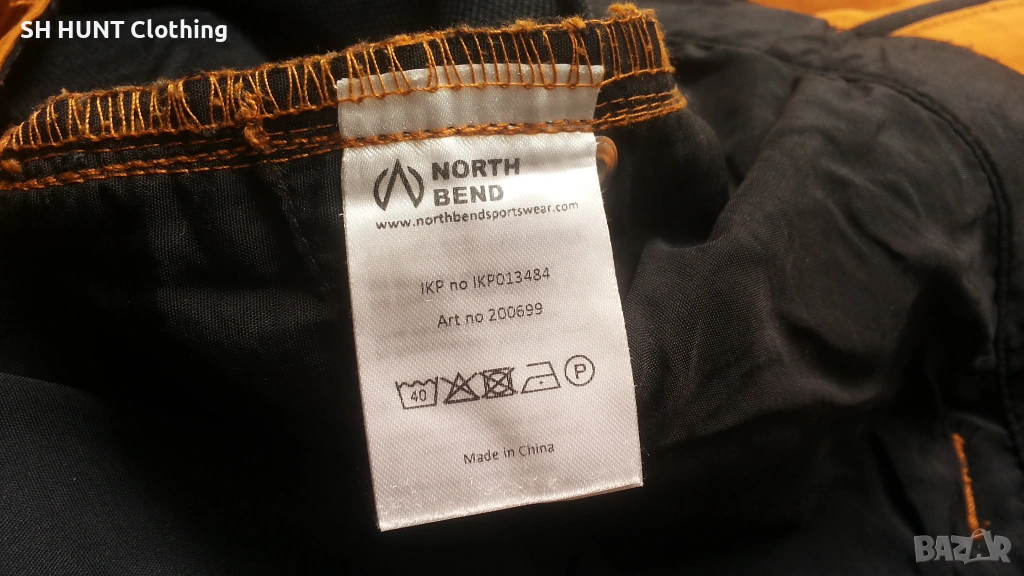 SH HUNT Clothing
NORTH
BEND
www.northbendsportswear.com
IKP no IKP013484
Art no 200699
40
P
Made in China
BAZAR